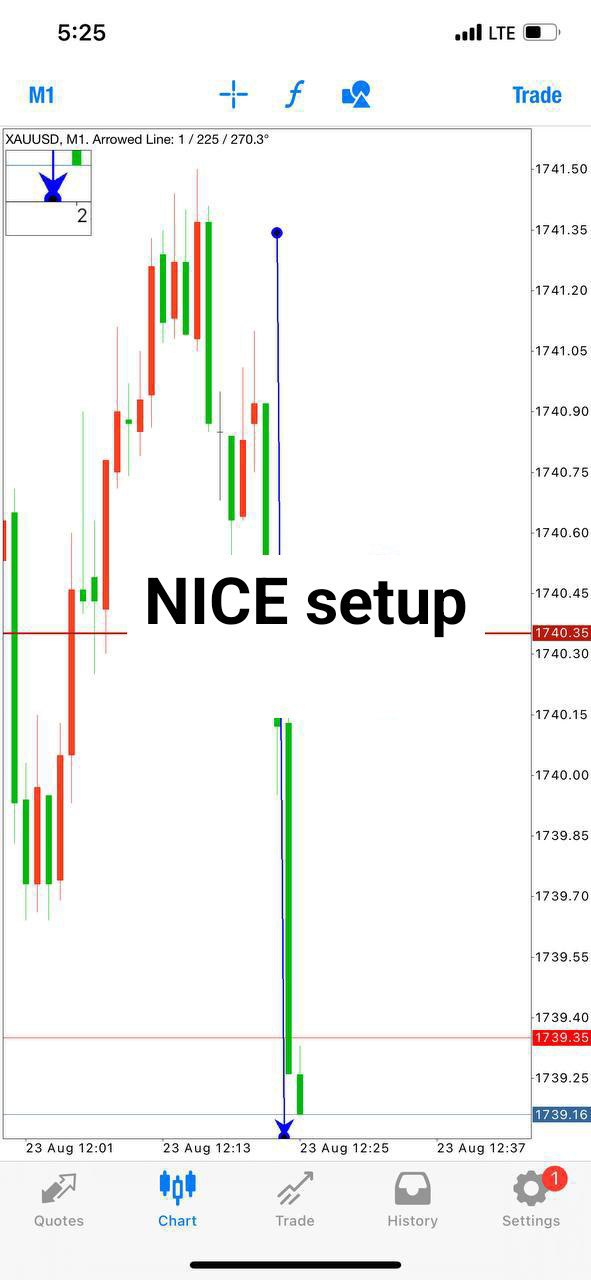 5:25
LTE
M1
f
Trade
XAUUSD, M1. Arrowed Line: 1 / 225 / 270.3°
2
1741.50
1741.35
1741.20
1741.05
1740.90
1740.75
1740.60
NICE setup
1740.45
1740.35
1740.30
1740.15
1740.00
1739.85
1739.70
1739.55
1739.40
1739.35
1739.25
1739.16
23 Aug 12:01
23 Aug 12:13
23 Aug 12:25
23 Aug 12:37
1
Quotes
Chart
Trade
History
Settings